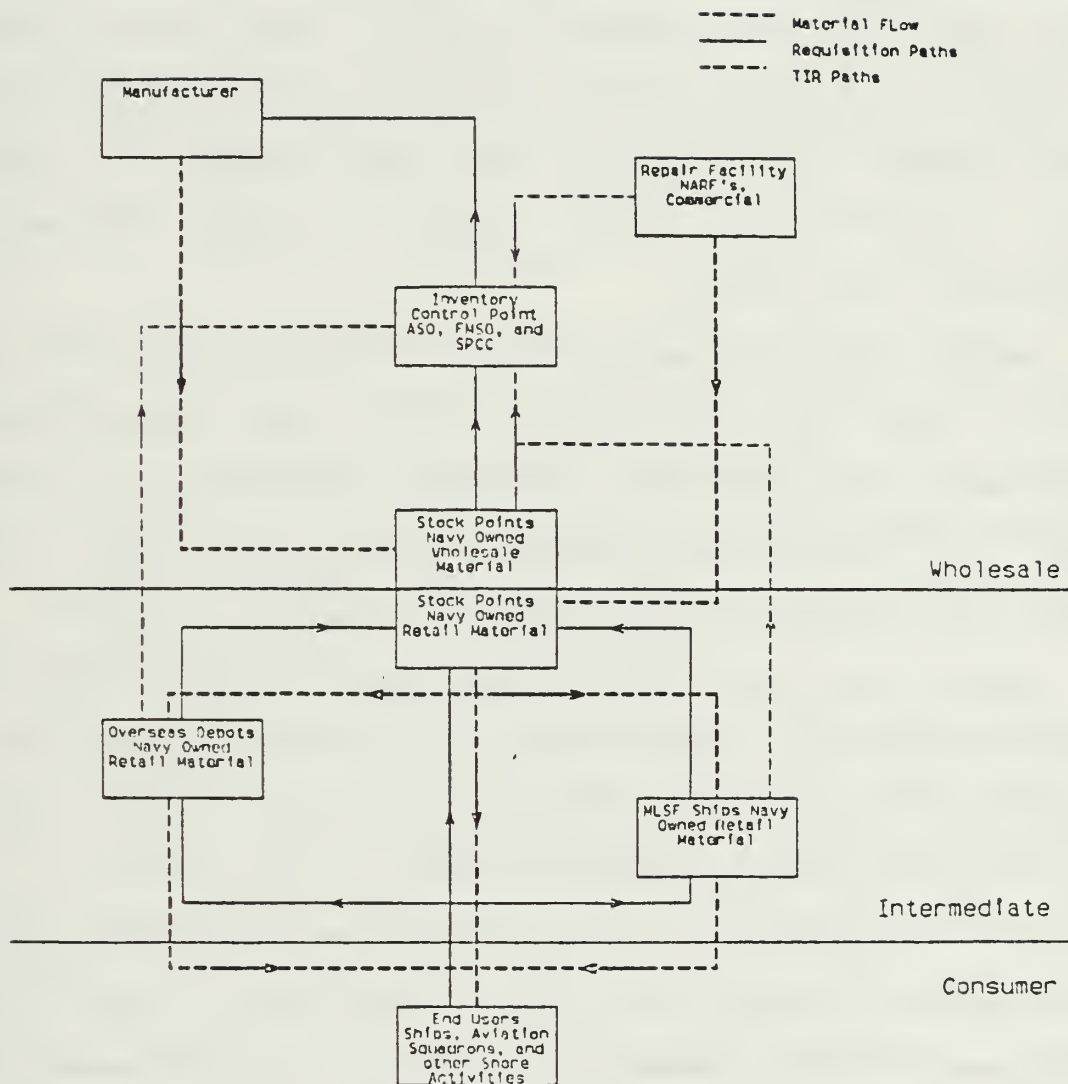 Material FLow
Requisition Paths
TIR Paths
Manufacturer
Repair Facility
NARF's,
Commercial
Inventory
Control Point
ASO, FMSO, and
SPCC
Stock Points
Navy Owned
Wholesale
Material
Wholesale
Stock Points
Navy Owned
Retail Material
Overseas Depots
Navy Owned
Retail Material
MLSF Ships Navy
Owned Retail
Material
Intermediate
Consumer
End Users
Ships, Aviation
Squadrons, and
other Shore
Activities